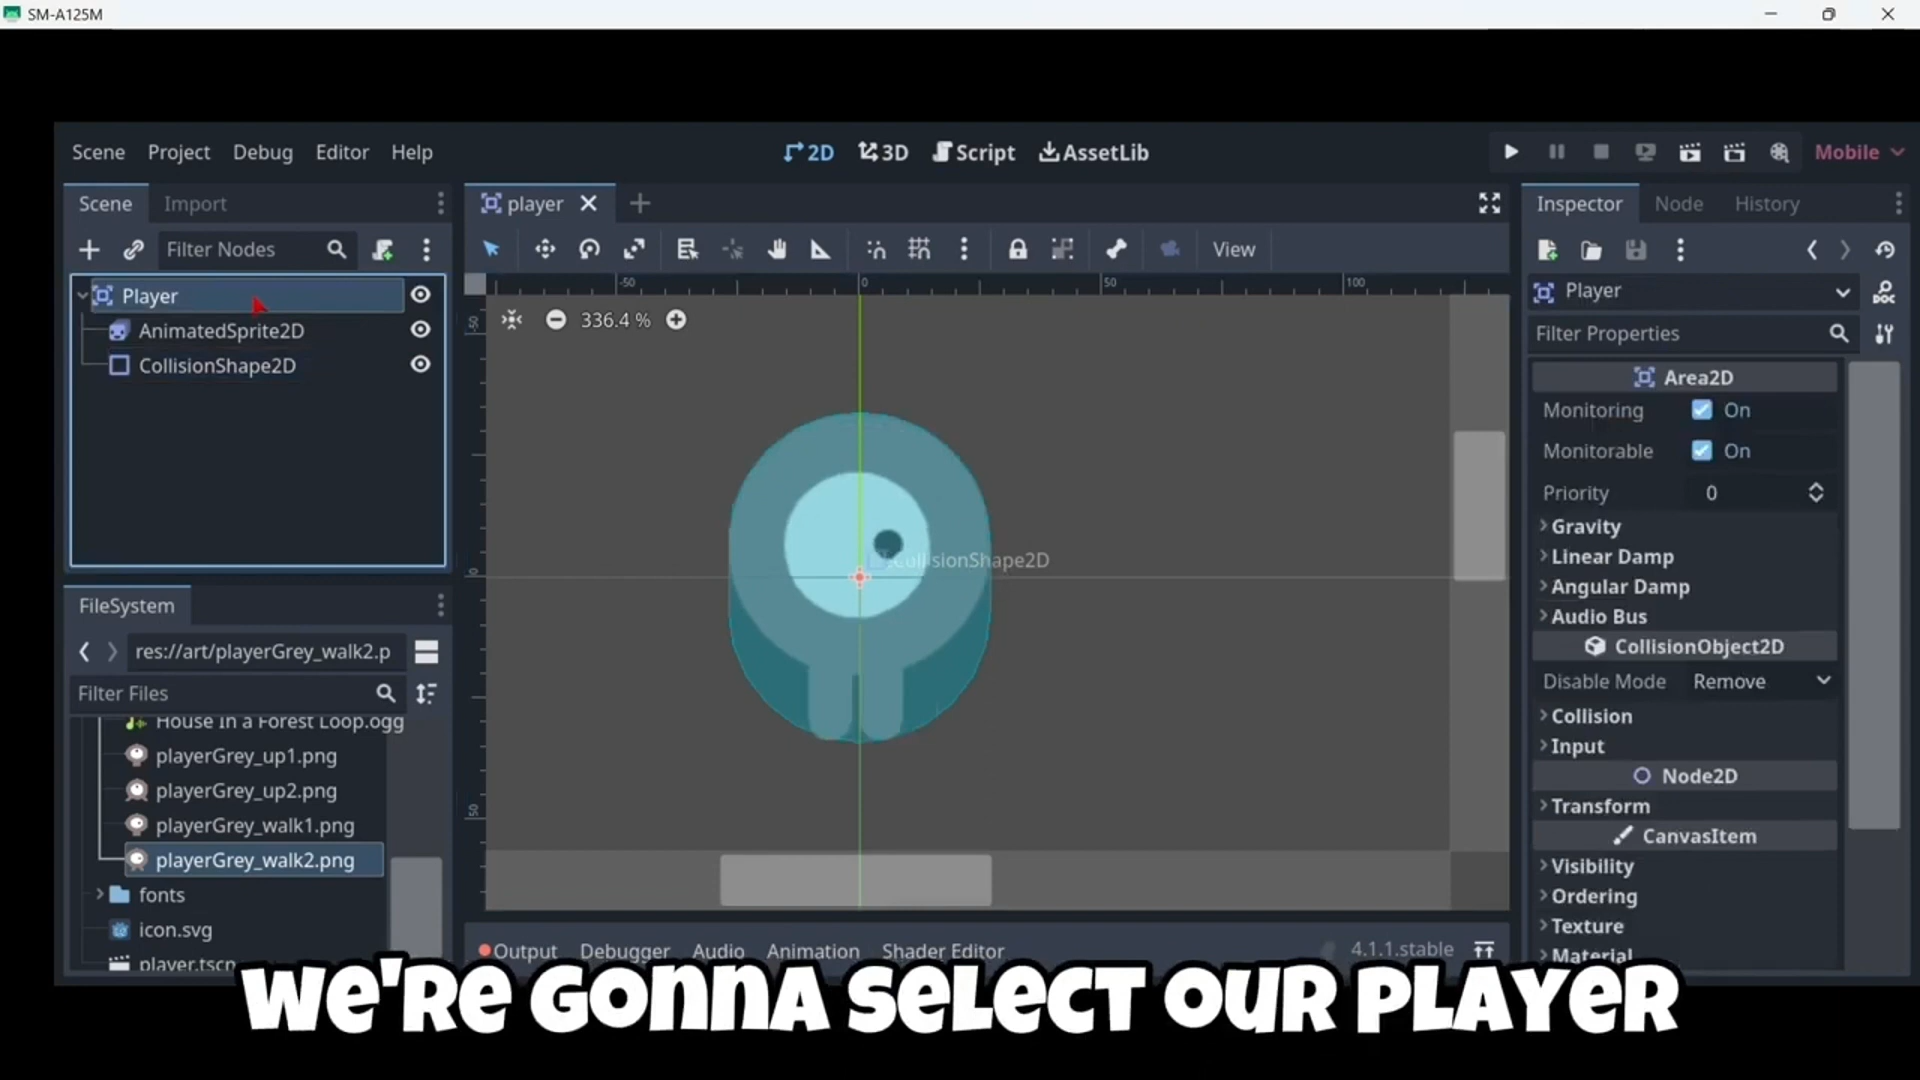 SM-A125M
Scene Project Debug Editor Help
2D 3D Script AssetLib
Mobile
Scene Import
player
Inspector Node History
Filter Nodes
View
Player
AnimatedSprite2D
CollisionShape2D
-50 0 50 100
336.4 %
-50
0
50
CollisionShape2D
Player
Filter Properties
Area2D
Monitoring On
Monitorable On
Priority 0
Gravity
Linear Damp
Angular Damp
Audio Bus
CollisionObject2D
Disable Mode Remove
Collision
Input
Node2D
Transform
CanvasItem
Visibility
Ordering
Texture
Material
FileSystem
res://art/playerGrey_walk2.p
Filter Files
House In a Forest Loop.ogg
playerGrey_up1.png
playerGrey_up2.png
playerGrey_walk1.png
playerGrey_walk2.png
fonts
icon.svg
player.tscn
Output Debugger Audio Animation Shader Editor
4.1.1.stable
We're gonna select our player